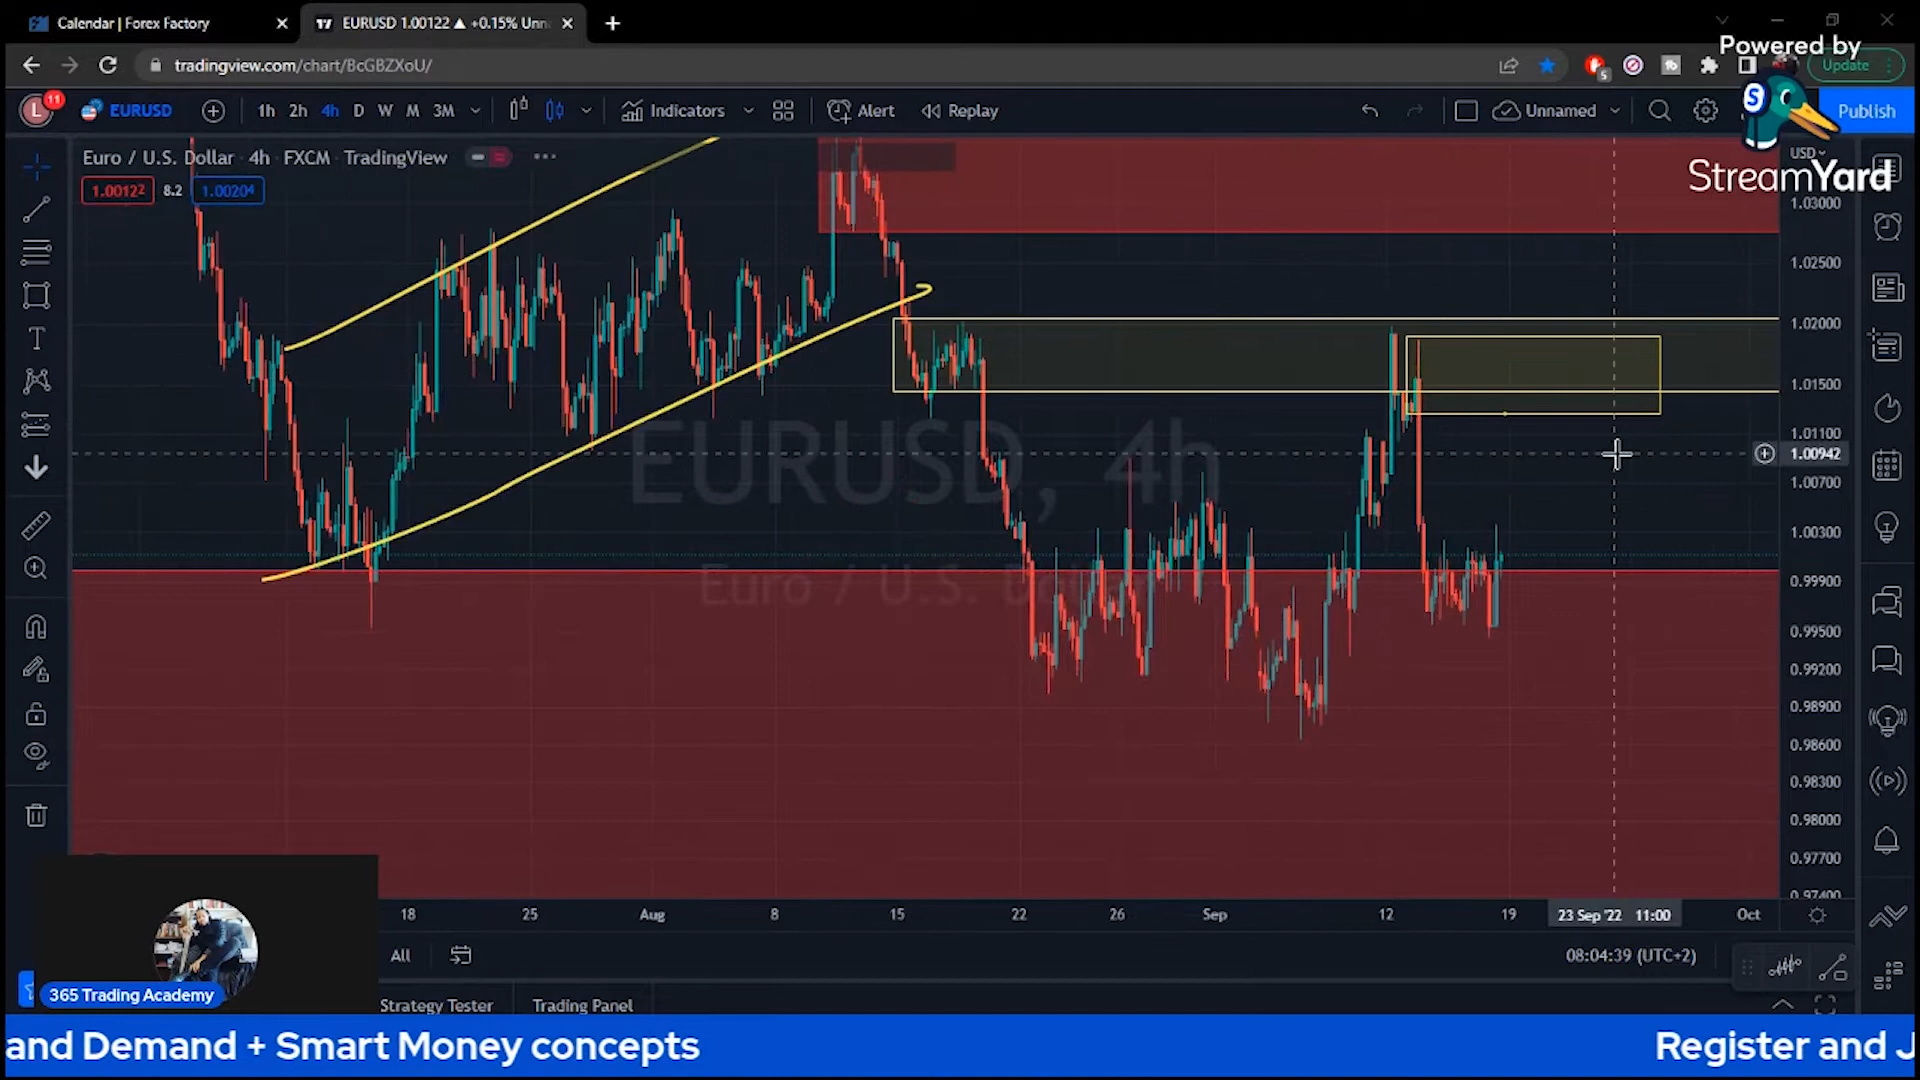 Calendar | Forex Factory
EURUSD 1.00122 ▲ +0.15% Unn
Powered by
tradingview.com/chart/BcGBZXoU/
5
Update
L 11 EURUSD 1h 2h 4h D W M 3M Indicators Alert Replay Unnamed Publish
StreamYard
Euro / U.S. Dollar · 4h · FXCM · TradingView
1.00122 8.2 1.00204
USD
1.03000
1.02500
1.02000
1.01500
1.01100
1.00942
1.00700
1.00300
0.99900
0.99500
0.99200
0.98900
0.98600
0.98300
0.98000
0.97700
0.97400
EURUSD, 4h
Euro / U.S. Dollar
18 25 Aug 8 15 22 26 Sep 12 19 23 Sep '22 11:00 Oct
All
08:04:39 (UTC+2)
365 Trading Academy
Strategy Tester Trading Panel
and Demand + Smart Money concepts
Register and J